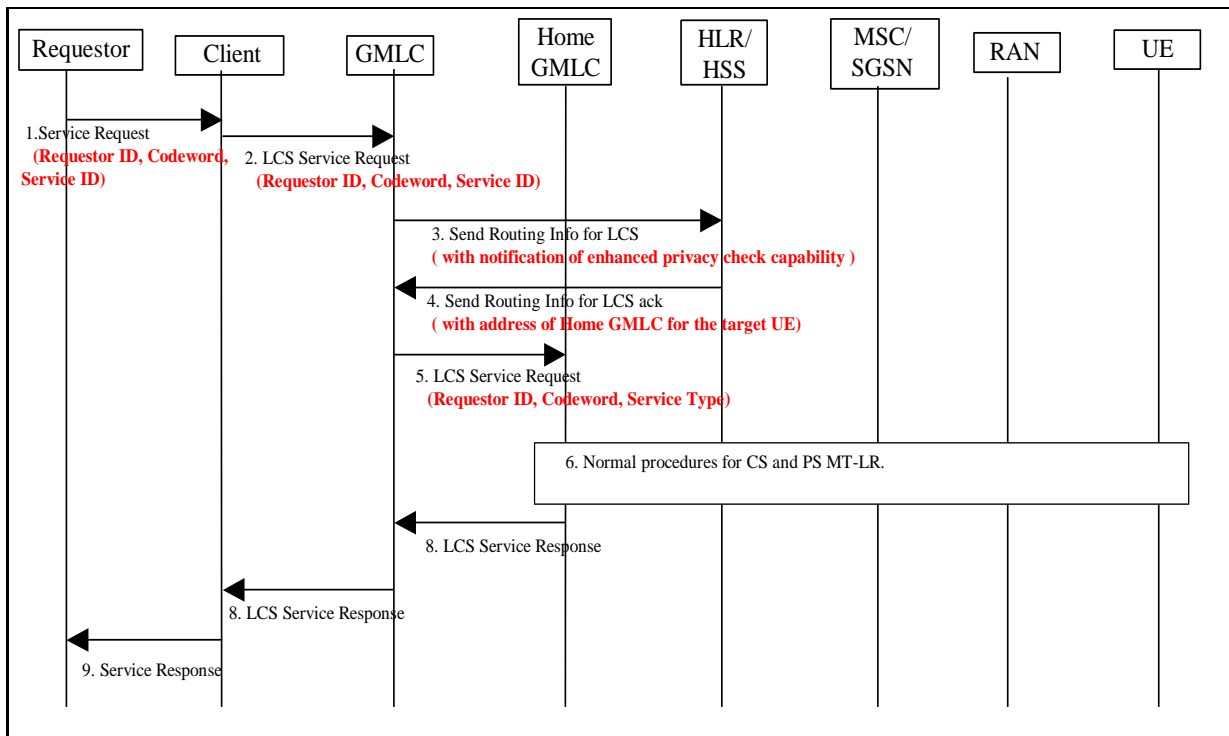 Requestor
Client
GMLC
Home
GMLC
HLR/
HSS
MSC/
SGSN
RAN
UE
1.Service Request
(Requestor ID, Codeword,
Service ID)
2. LCS Service Request
(Requestor ID, Codeword, Service ID)
3. Send Routing Info for LCS
( with notification of enhanced privacy check capability )
4. Send Routing Info for LCS ack
( with address of Home GMLC for the target UE)
5. LCS Service Request
(Requestor ID, Codeword, Service Type)
6. Normal procedures for CS and PS MT-LR.
8. LCS Service Response
8. LCS Service Response
9. Service Response